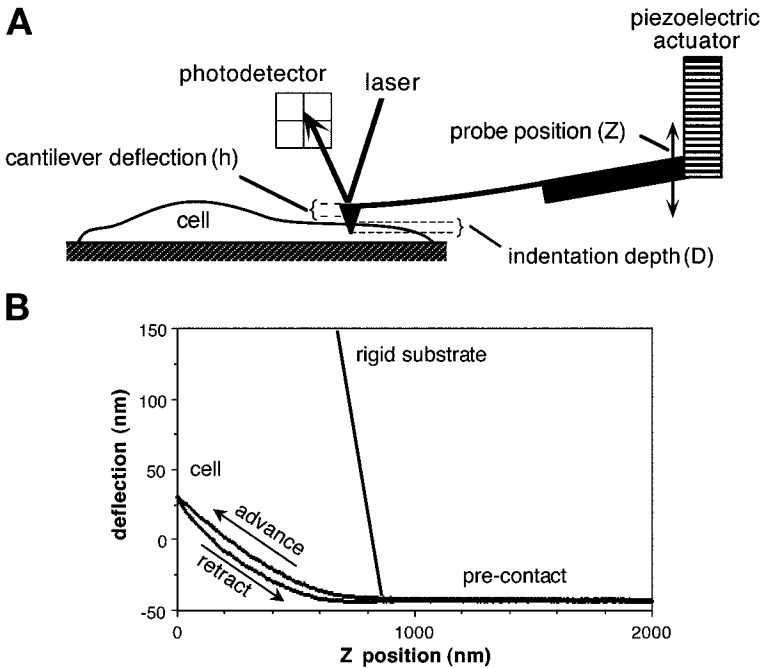 A
piezoelectric
actuator
photodetector
laser
probe position (Z)
cantilever deflection (h)
cell
indentation depth (D)
B
150
rigid substrate
100
deflection (nm)
50
cell
advance
0
retract
pre-contact
-50
0
1000
2000
Z position (nm)